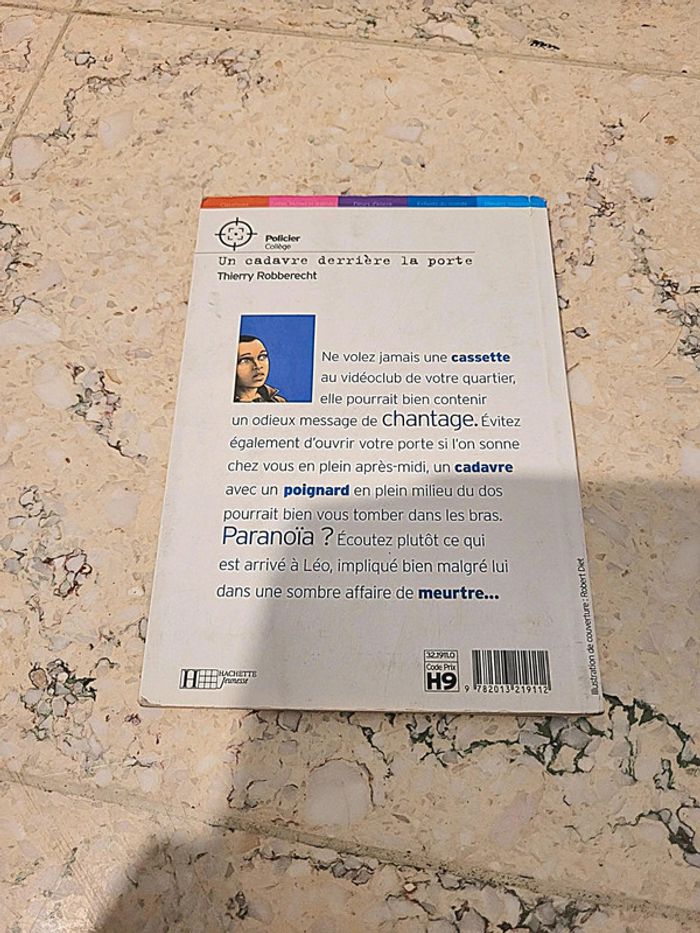 Policier
Collège
Un cadavre derrière la porte
Thierry Robberecht
Ne volez jamais une cassette
au vidéoclub de votre quartier,
elle pourrait bien contenir
un odieux message de chantage. Évitez
également d'ouvrir votre porte si l'on sonne
chez vous en plein après-midi, un cadavre
avec un poignard en plein milieu du dos
pourrait bien vous tomber dans les bras.
Paranoïa ? Écoutez plutôt ce qui
est arrivé à Léo, impliqué bien malgré lui
dans une sombre affaire de meurtre...
Illustration de couverture : Robert Diet
H HACHETTE
Jeunesse
32.1911.0
Code Prix
H9
9 782013 219112